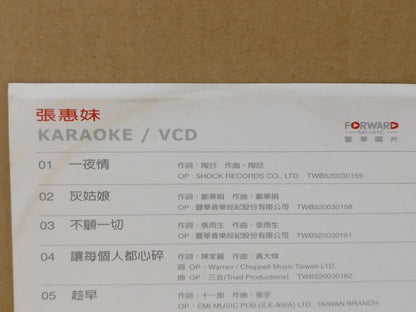 張惠妹
KARAOKE / VCD
FORWARD
MUSIC
豐華唱片
01 一夜情 作詞:陶喆 作曲:陶喆
OP:SHOCK RECORDS CO., LTD TWB520030159
02 灰姑娘 作詞:鄭華娟 作曲:鄭華娟
OP:豐華音樂經紀股份有限公司 TWB520030158
03 不顧一切 作詞:張雨生 作曲:張雨生
OP:豐華音樂經紀股份有限公司 TWB520030161
04 讓每個人都心碎 作詞:陳家麗 作曲:黃大煒
詞 OP:Warner / Chappell Music Taiwan LTD
曲 OP:三合(Triad Productions) TWB520030162
05 趁早 作詞:十一郎 作曲:張宇
OP:EMI MUSIC PUB (S.E ASIA) LTD., TAIWAN BRANCH